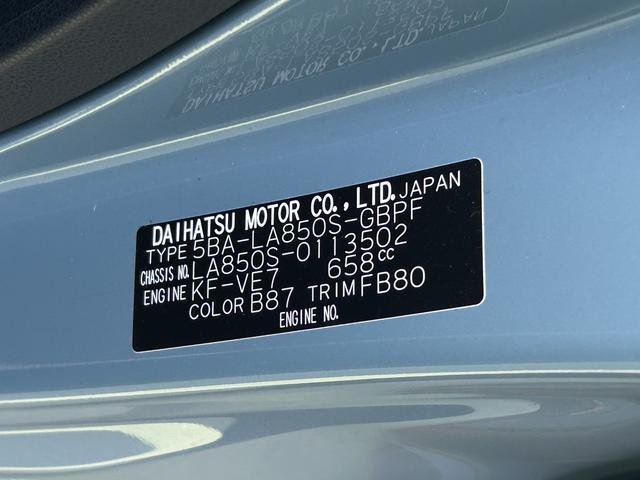 DAIHATSU MOTOR CO.,LTD. JAPAN
TYPE 5BA-LA850S-GBPF
CHASSIS NO. LA850S-0113502
ENGINE KF-VE7 658cc
COLOR B87 TRIM FB80
ENGINE NO.